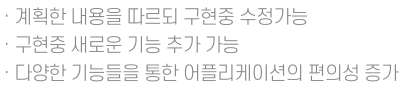 · 계획한 내용을 따르되 구현중 수정가능
· 구현중 새로운 기능 추가 가능
· 다양한 기능들을 통한 어플리케이션의 편의성 증가